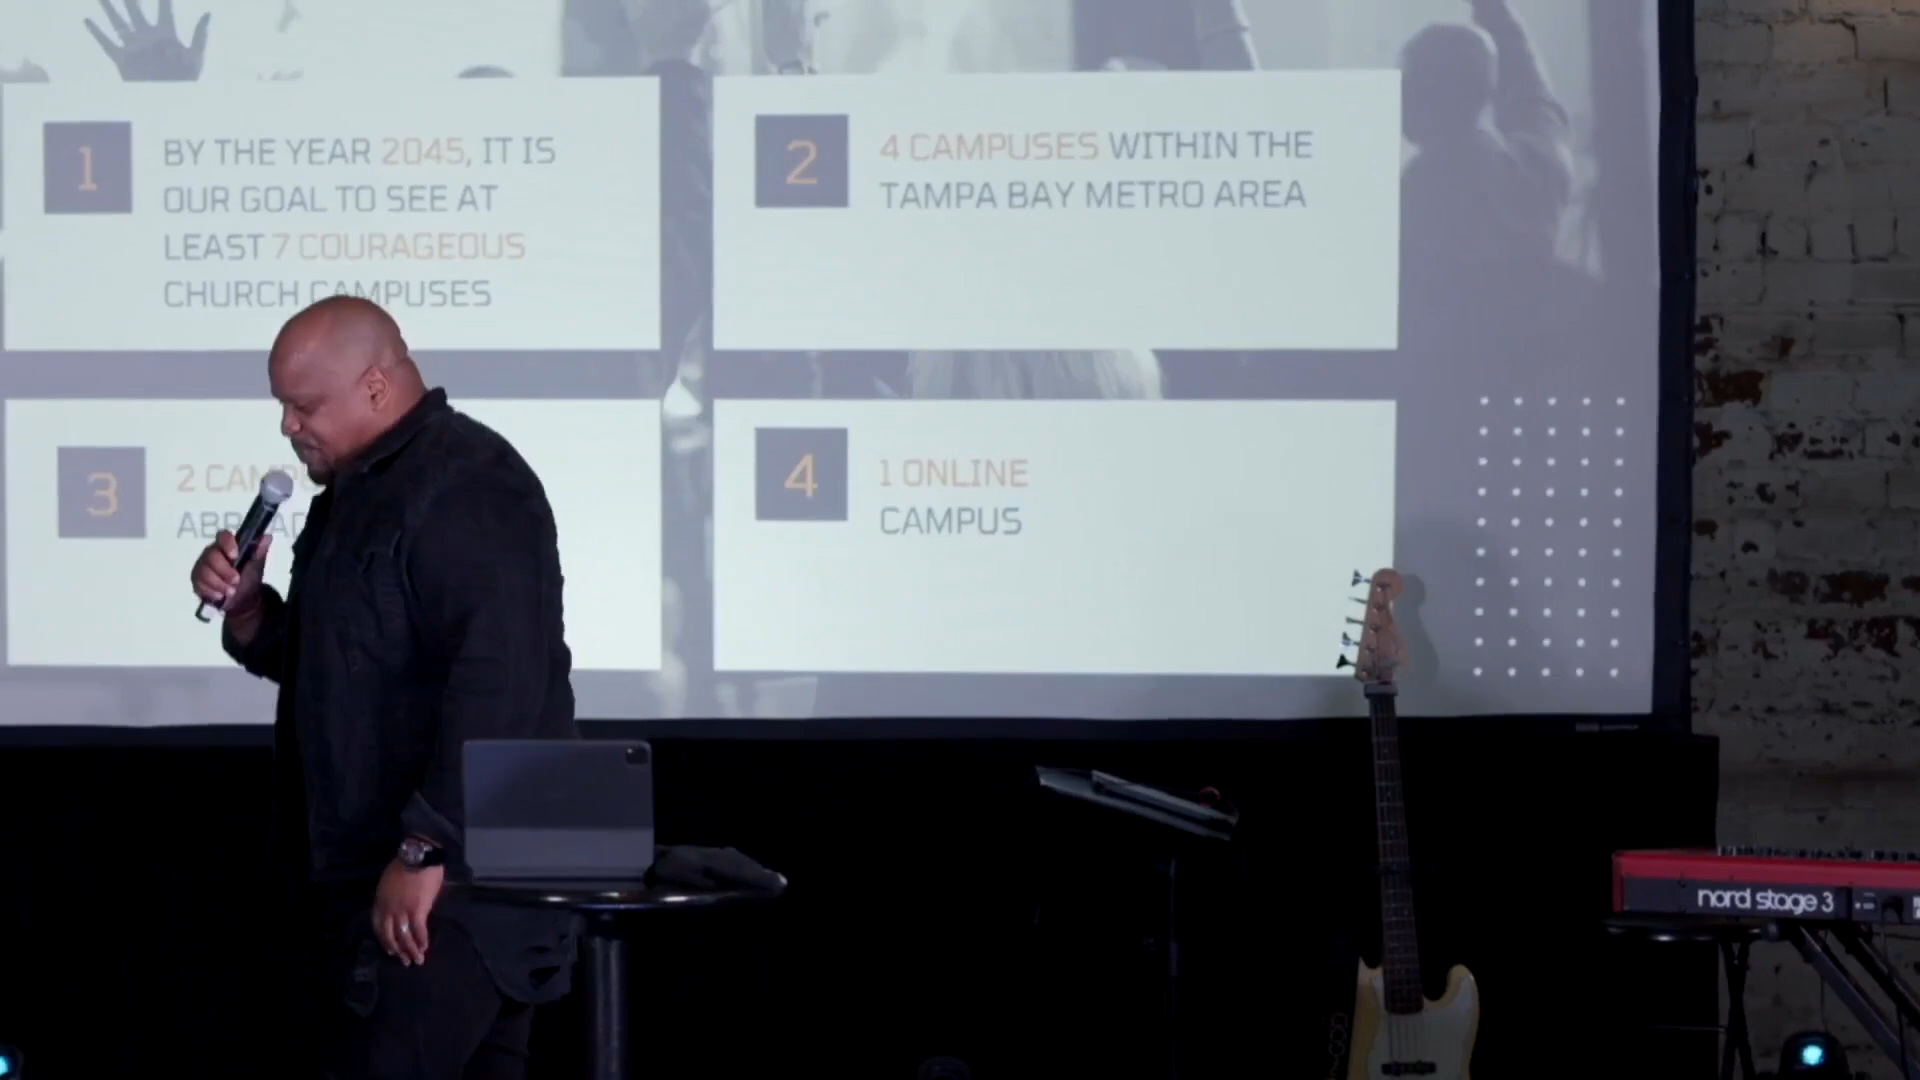 1
BY THE YEAR 2045, IT IS
OUR GOAL TO SEE AT
LEAST 7 COURAGEOUS
CHURCH CAMPUSES
2
4 CAMPUSES WITHIN THE
TAMPA BAY METRO AREA
3
2
4
1 ONLINE
CAMPUS
nord stage 3